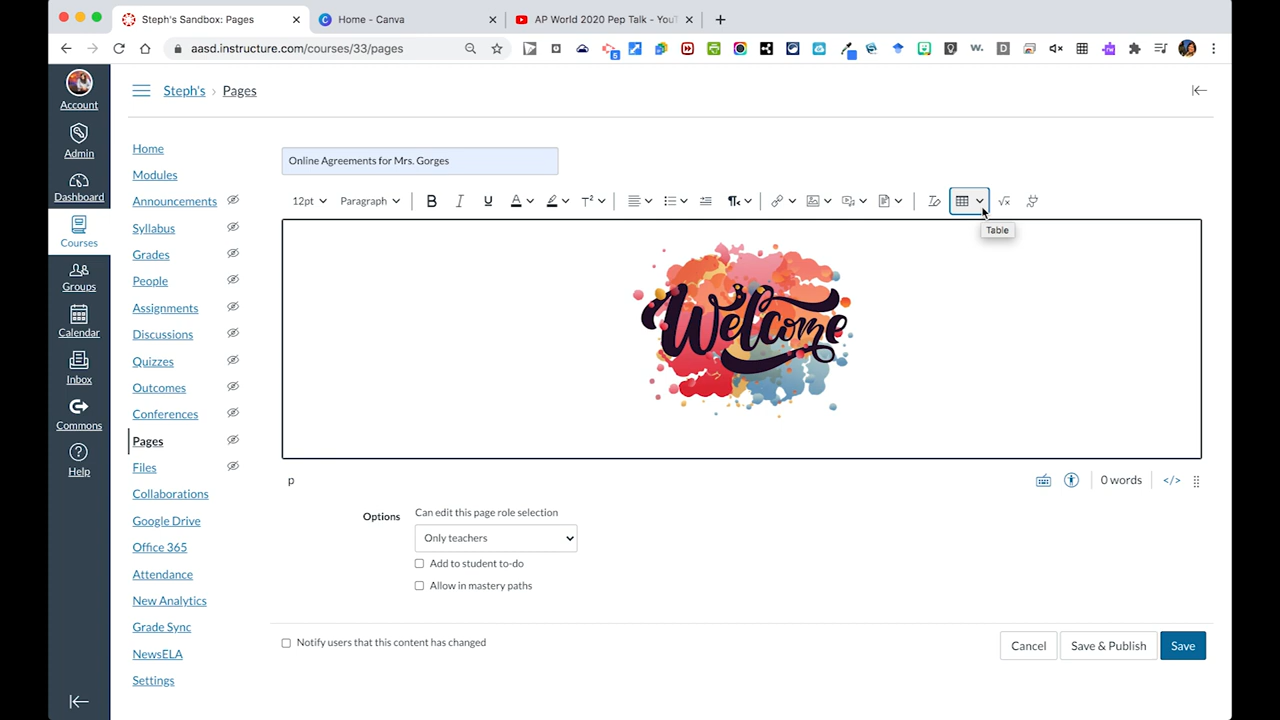 Steph's Sandbox: Pages
Home - Canva
AP World 2020 Pep Talk - YouT
aasd.instructure.com/courses/33/pages
5
w.
D
Account
Admin
Dashboard
Courses
Groups
Calendar
Inbox
Commons
Help
Steph's › Pages
Home
Modules
Announcements
Syllabus
Grades
People
Assignments
Discussions
Quizzes
Outcomes
Conferences
Pages
Files
Collaborations
Google Drive
Office 365
Attendance
New Analytics
Grade Sync
NewsELA
Settings
Online Agreements for Mrs. Gorges
12pt Paragraph B I U A T²
Table
Welcome
p
0 words </>
Options
Can edit this page role selection
Only teachers
Add to student to-do
Allow in mastery paths
Notify users that this content has changed
Cancel Save & Publish Save